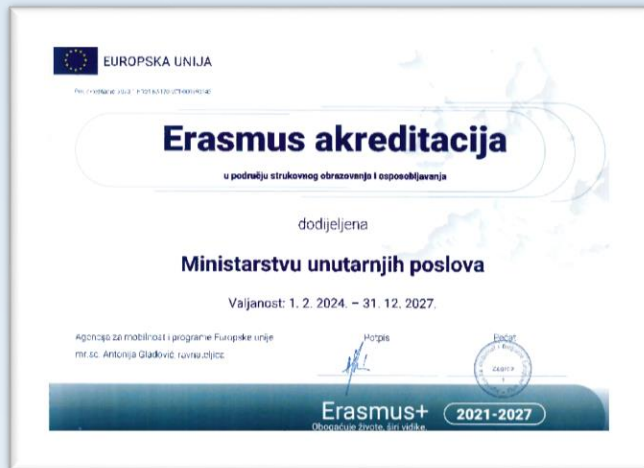 EUROPSKA UNIJA
Erasmus akreditacija
u području strukovnog obrazovanja i osposobljavanja
dodijeljena
Ministarstvu unutarnjih poslova
Valjanost: 1. 2. 2024. – 31. 12. 2027.
Agencija za mobilnost i programe Europske unije
mr.sc. Antonija Gladović, ravnateljica
Potpis
Pečat
Erasmus+
2021-2027
Obogaćuje živote, širi vidike.